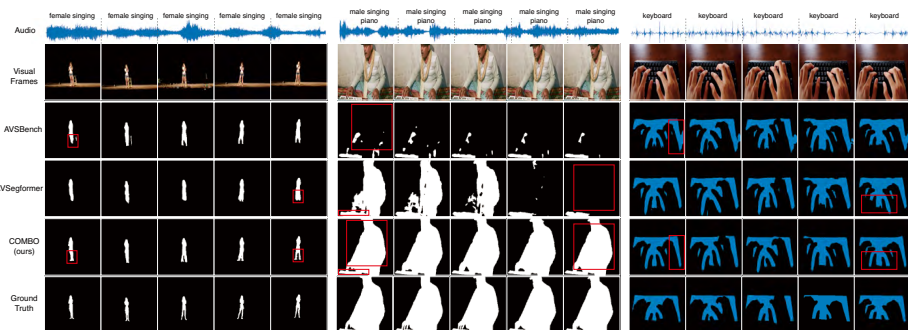 female singing female singing female singing female singing female singing
male singing male singing male singing male singing male singing
piano piano piano piano piano
keyboard keyboard keyboard keyboard keyboard
Audio
Visual
Frames
AVSBench
VSegformer
COMBO
(ours)
Ground
Truth